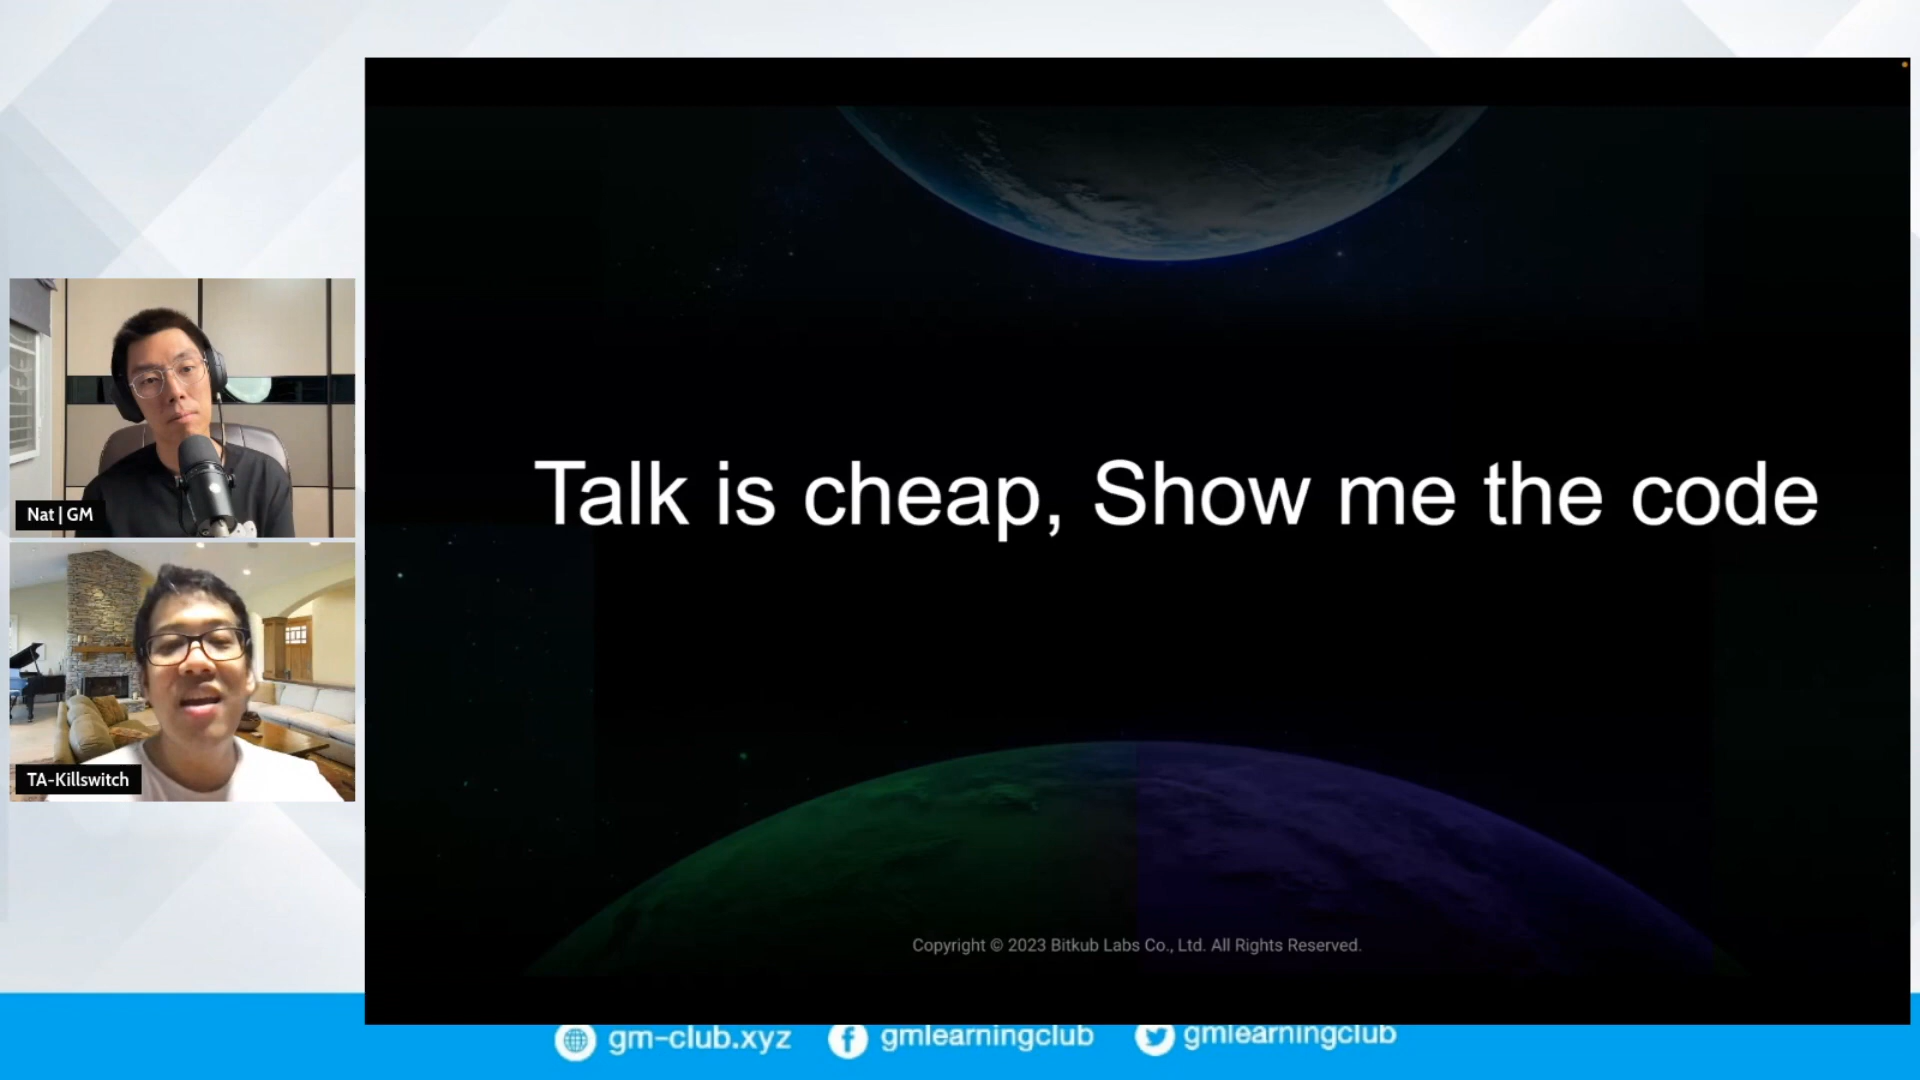 Talk is cheap, Show me the code
Nat | GM
TA-Killswitch
Copyright © 2023 Bitkub Labs Co., Ltd. All Rights Reserved.
gm-club.xyz
gmlearningclub
gmlearningclub